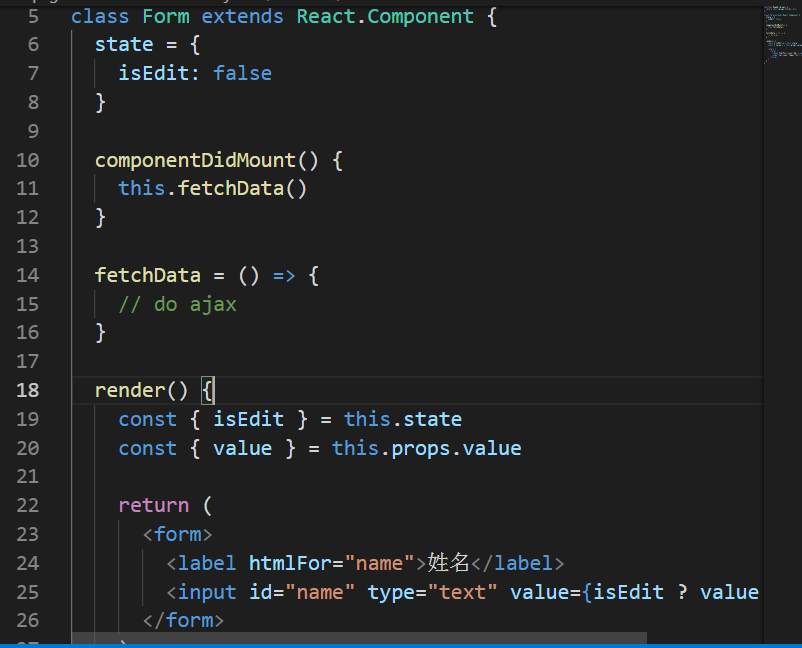 5 class Form extends React.Component {
6 state = {
7 isEdit: false
8 }
9
10 componentDidMount() {
11 this.fetchData()
12 }
13
14 fetchData = () => {
15 // do ajax
16 }
17
18 render() {
19 const { isEdit } = this.state
20 const { value } = this.props.value
21
22 return (
23 <form>
24 <label htmlFor="name">姓名</label>
25 <input id="name" type="text" value={isEdit ? value
26 </form>